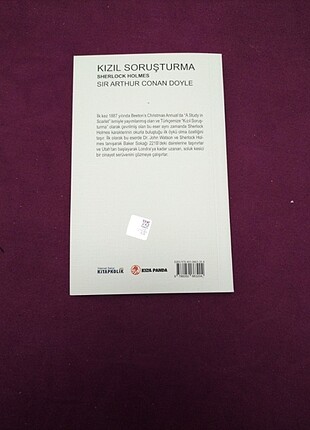 KIZIL SORUŞTURMA
SHERLOCK HOLMES
SIR ARTHUR CONAN DOYLE
İlk kez 1887 yılında Beeton's Christmas Annual'da "A Study in
Scarlet" ismiyle yayımlanmış olan ve Türkçemize "Kızıl Soruş-
turma" olarak çevrilmiş olan bu eser aynı zamanda Sherlock
Holmes karakterinin okurla buluştuğu ilk öykü olma özelliğini
taşır. İlk olarak bu eserde Dr. John Watson ve Sherlock Hol-
mes tanışarak Baker Sokağı 221B'deki dairelerine taşınırlar
ve Utah'tan başlayarak Londra'ya kadar uzanan, soluk kesici
bir cinayet serüvenini çözmeye çalışırlar.
KİTAPKOLİK
KIZIL PANDA